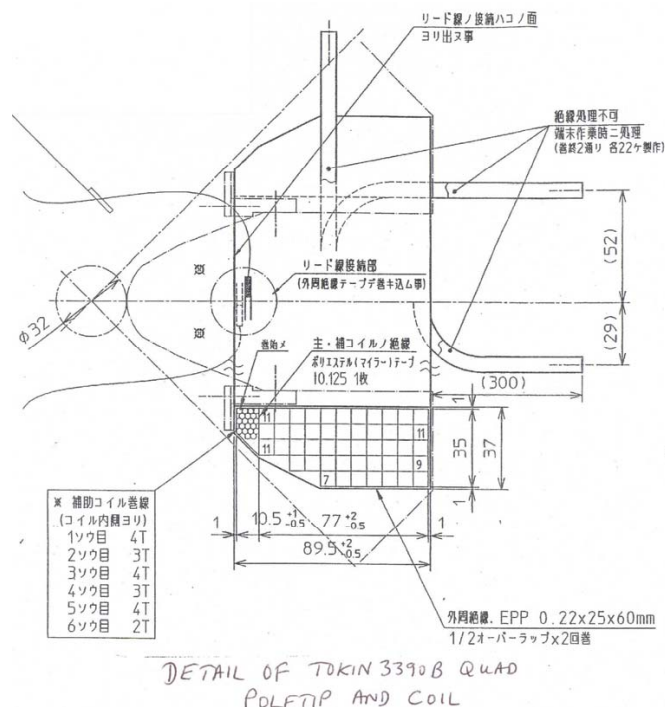 リード線ノ接続ハコノ面
ヨリ出ヌ事
絶縁処理不可
端末作業時ニ処理
(巻終2通り 各22ケ製作)
(52)
リード線接続部
(外周絶縁テープデ巻キ込ム事)
φ32
(29)
巻始メ
主・補コイルノ絶縁
ポリエステル(マイラー)テープ
t0.125 1枚
(300)
1
11
11
11
9
7
35
37
1
※ 補助コイル巻線
(コイル内側ヨリ)
1ソウ目 4T
2ソウ目 3T
3ソウ目 4T
4ソウ目 3T
5ソウ目 4T
6ソウ目 2T
1
10.5 +1 -0.5
77 +2 -0.5
1
89.5 +2 -0.5
外周絶縁. EPP 0.22x25x60mm
1/2オーバーラップx2回巻
DETAIL OF TOKIN 3390B QUAD
POLETIP AND COIL